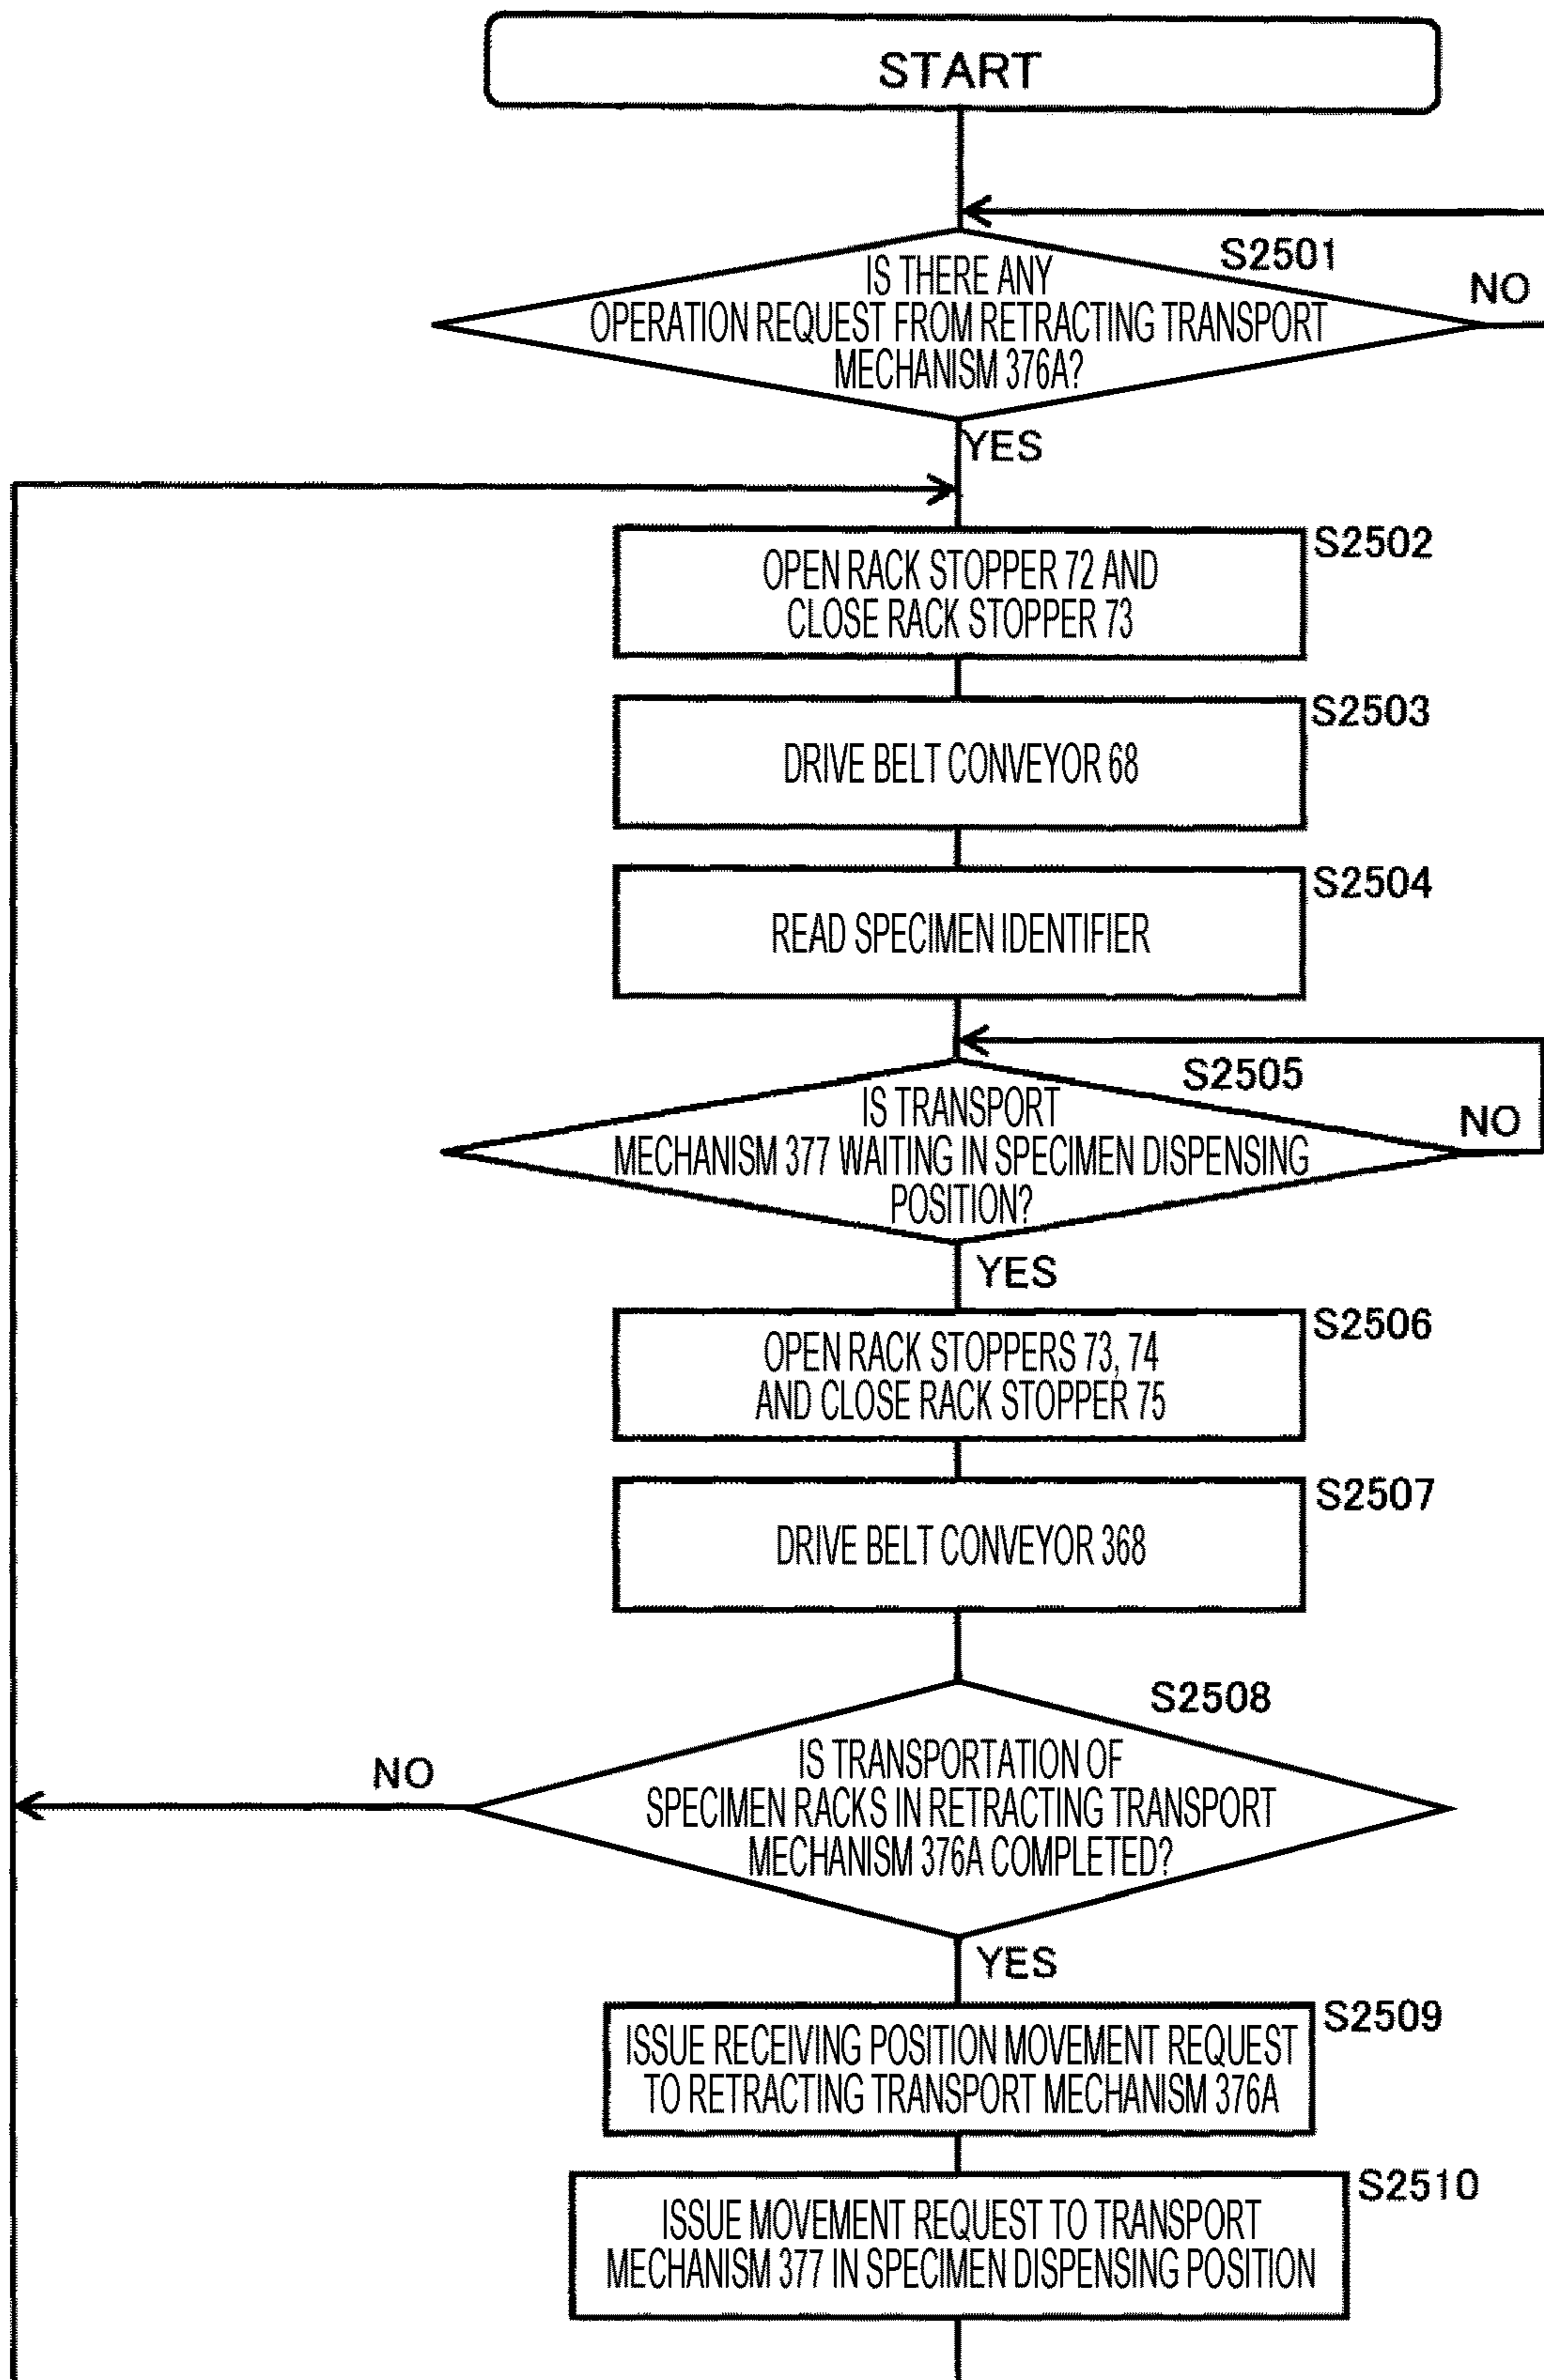 START
S2501
IS THERE ANY
NO
OPERATION REQUEST FROM RETRACTING TRANSPORT
MECHANISM 376A?
YES
S2502
OPEN RACK STOPPER 72 AND
CLOSE RACK STOPPER 73
S2503
DRIVE BELT CONVEYOR 68
S2504
READ SPECIMEN IDENTIFIER
S2505
IS TRANSPORT
NO
MECHANISM 377 WAITING IN SPECIMEN DISPENSING
POSITION?
YES
S2506
OPEN RACK STOPPERS 73, 74
AND CLOSE RACK STOPPER 75
S2507
DRIVE BELT CONVEYOR 368
S2508
IS TRANSPORTATION OF
NO
SPECIMEN RACKS IN RETRACTING TRANSPORT
MECHANISM 376A COMPLETED?
YES
S2509
ISSUE RECEIVING POSITION MOVEMENT REQUEST
TO RETRACTING TRANSPORT MECHANISM 376A
S2510
ISSUE MOVEMENT REQUEST TO TRANSPORT
MECHANISM 377 IN SPECIMEN DISPENSING POSITION